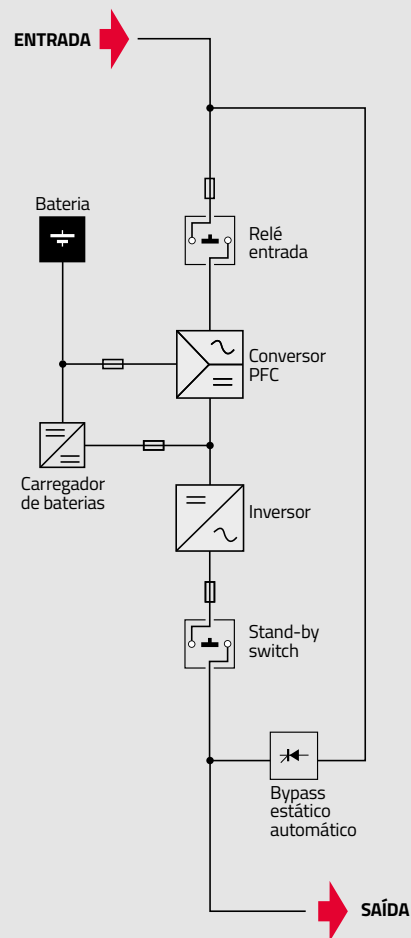 ENTRADA
Bateria
Relé
entrada
Conversor
PFC
Carregador
de baterias
Inversor
Stand-by
switch
Bypass
estático
automático
SAÍDA